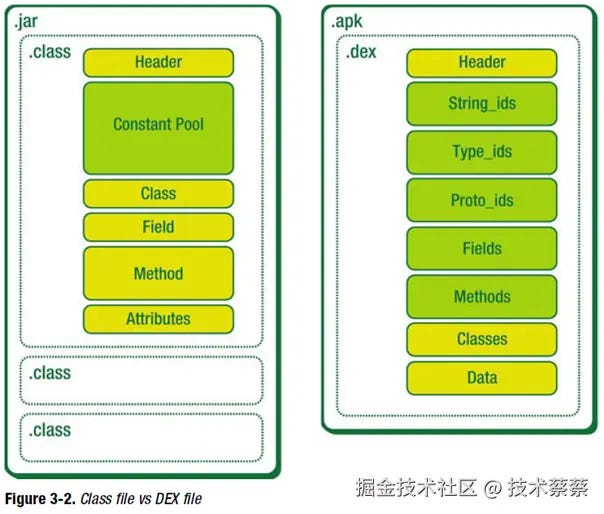 .jar
.class
Header
Constant Pool
Class
Field
Method
Attributes
.class
.class
.apk
.dex
Header
String_ids
Type_ids
Proto_ids
Fields
Methods
Classes
Data
Figure 3-2. Class file vs DEX file
掘金技术社区 @ 技术蔡蔡